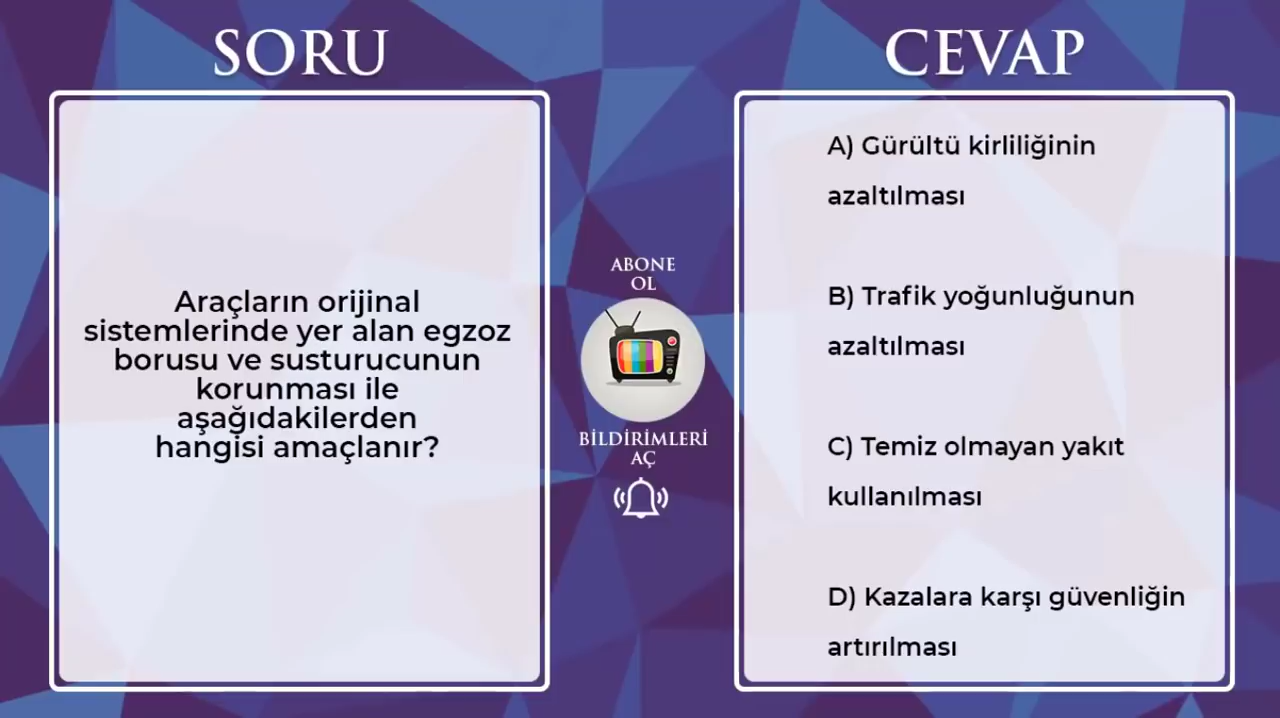 SORU
Araçların orijinal
sistemlerinde yer alan egzoz
borusu ve susturucunun
korunması ile
aşağıdakilerden
hangisi amaçlanır?
ABONE
OL
BİLDİRİMLERİ
AÇ
CEVAP
A) Gürültü kirliliğinin
azaltılması
B) Trafik yoğunluğunun
azaltılması
C) Temiz olmayan yakıt
kullanılması
D) Kazalara karşı güvenliğin
artırılması